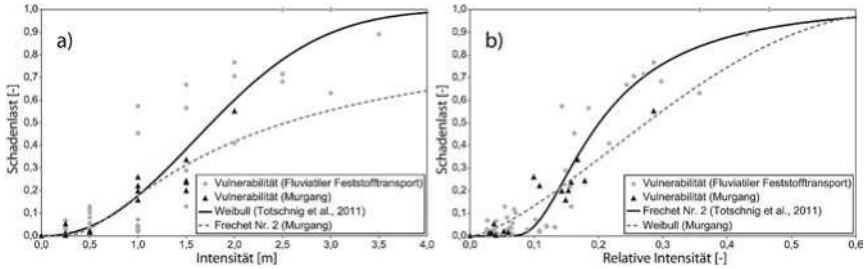 a)
Schadenlast [-]
1,0
0,9
0,8
0,7
0,6
0,5
0,4
0,3
0,2
0,1
0,0
0,0
0,5
1,0
1,5
2,0
2,5
3,0
3,5
4,0
Intensität [m]
Vulnerabilität (Fluviatiler Feststofftransport)
Vulnerabilität (Murgang)
Weibull (Totschnig et al., 2011)
Frechet Nr. 2 (Murgang)
b)
Schadenlast [-]
1,0
0,9
0,8
0,7
0,6
0,5
0,4
0,3
0,2
0,1
0,0
0,0
0,1
0,2
0,3
0,4
0,5
0,6
Relative Intensität [-]
Vulnerabilität (Fluviatiler Feststofftransport)
Vulnerabilität (Murgang)
Frechet Nr. 2 (Totschnig et al., 2011)
Weibull (Murgang)